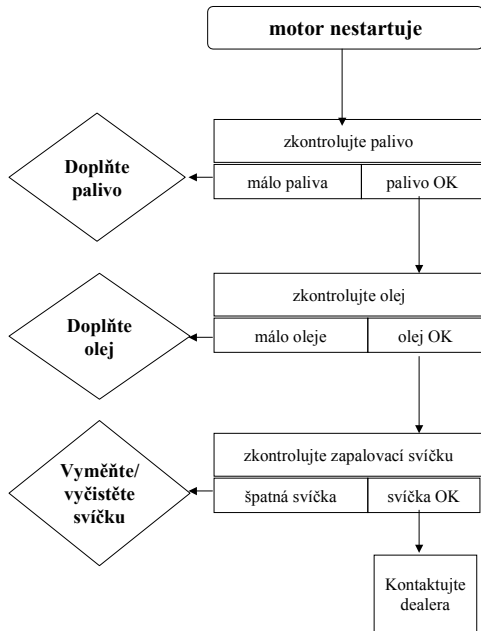 motor nestartuje
zkontrolujte palivo
Doplňte
palivo
málo paliva
palivo OK
zkontrolujte olej
Doplňte
olej
málo oleje
olej OK
zkontrolujte zapalovací svíčku
Vyměňte/
vyčistěte
svíčku
špatná svíčka
svíčka OK
Kontaktujte
dealera